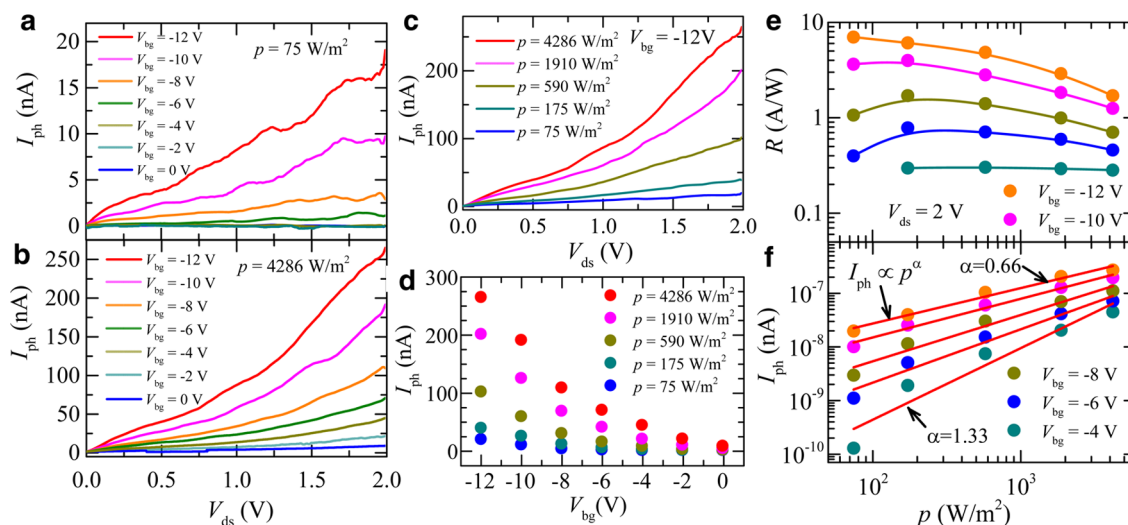 a
p = 75 W/m²
V_bg = -12 V
V_bg = -10 V
V_bg = -8 V
V_bg = -6 V
V_bg = -4 V
V_bg = -2 V
V_bg = 0 V
20
15
10
5
0
I_ph (nA)
b
p = 4286 W/m²
V_bg = -12 V
V_bg = -10 V
V_bg = -8 V
V_bg = -6 V
V_bg = -4 V
V_bg = -2 V
V_bg = 0 V
250
200
150
100
50
0
I_ph (nA)
0.0 0.5 1.0 1.5 2.0
V_ds (V)
c
V_bg = -12V
p = 4286 W/m²
p = 1910 W/m²
p = 590 W/m²
p = 175 W/m²
p = 75 W/m²
200
100
0
I_ph (nA)
0.0 0.5 1.0 1.5 2.0
V_ds (V)
d
p = 4286 W/m²
p = 1910 W/m²
p = 590 W/m²
p = 175 W/m²
p = 75 W/m²
300
250
200
150
100
50
0
I_ph (nA)
-12 -10 -8 -6 -4 -2 0
V_bg(V)
e
10
1
0.1
R (A/W)
V_ds = 2 V
V_bg = -12 V
V_bg = -10 V
f
I_ph ∝ p^α
α=0.66
α=1.33
V_bg = -8 V
V_bg = -6 V
V_bg = -4 V
10⁻⁷
10⁻⁸
10⁻⁹
10⁻¹⁰
I_ph (nA)
10² 10³
p (W/m²)